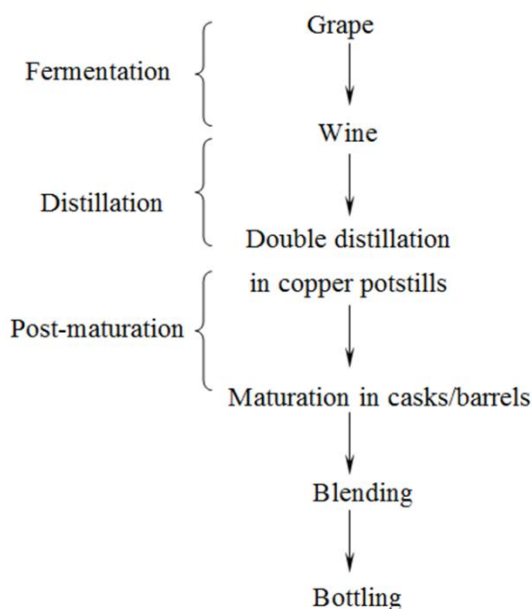 Grape
Fermentation
Wine
Distillation
Double distillation
in copper potstills
Post-maturation
Maturation in casks/barrels
Blending
Bottling